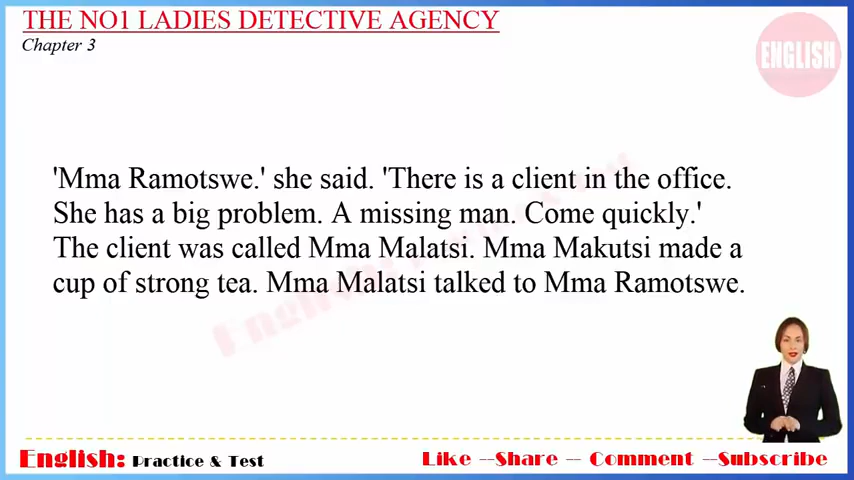 THE NO1 LADIES DETECTIVE AGENCY
Chapter 3
ENGLISH
'Mma Ramotswe.' she said. 'There is a client in the office.
She has a big problem. A missing man. Come quickly.'
The client was called Mma Malatsi. Mma Makutsi made a
cup of strong tea. Mma Malatsi talked to Mma Ramotswe.
English: Practice & Test
Like --Share -- Comment --Subscribe